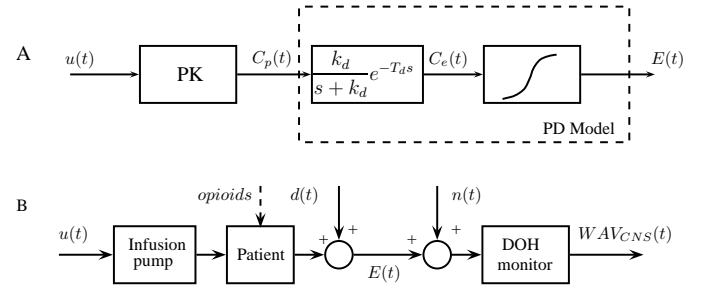 A
u(t)
PK
C_p(t)
k_d
s + k_d
e^{-T_d s}
C_e(t)
E(t)
PD Model
B
u(t)
Infusion
pump
opioids
Patient
d(t)
+
+
E(t)
n(t)
+
+
DOH
monitor
WAV_{CNS}(t)